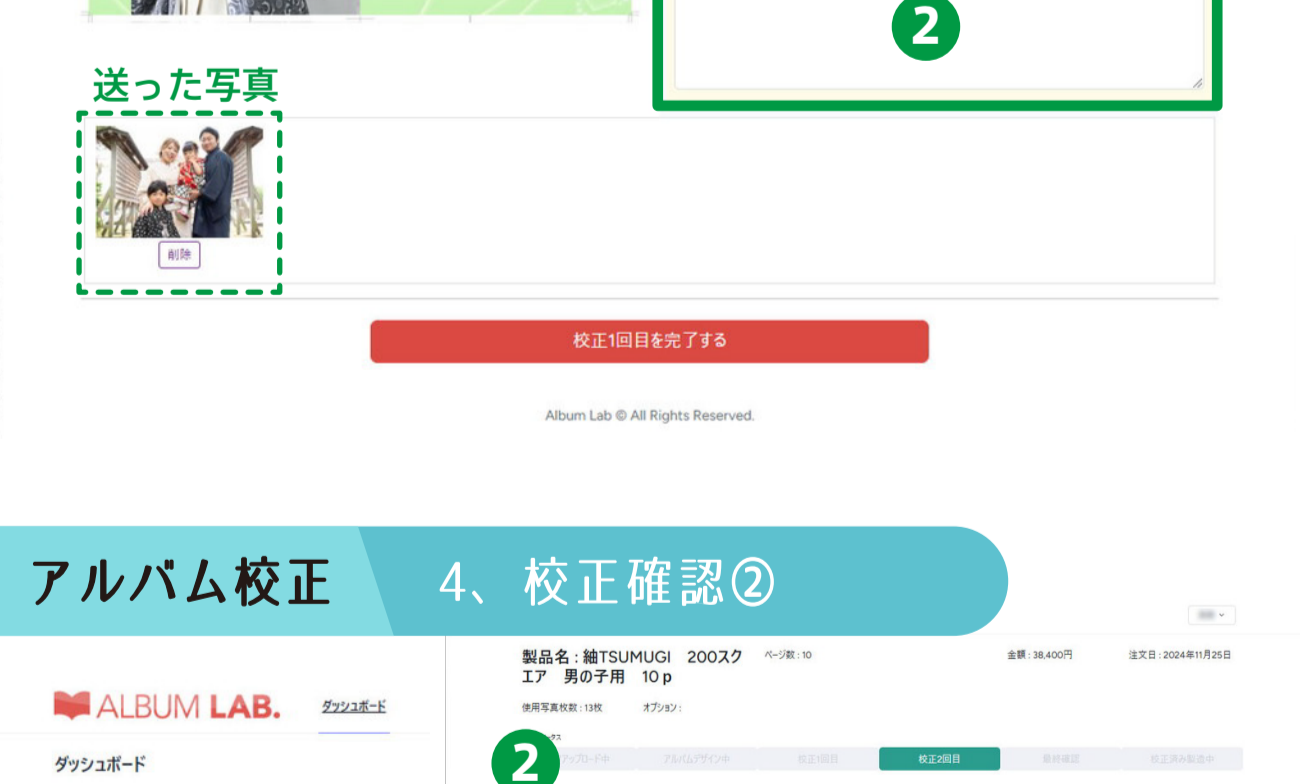 2
送った写真
削除
校正1回目を完了する
Album Lab © All Rights Reserved.
アルバム校正
4、校正確認②
製品名 : 紬TSUMUGI 200スク
エア 男の子用 10 p
ページ数 : 10
金額 : 38,400円
注文日 : 2024年11月25日
ALBUM LAB.
ダッシュボード
使用写真枚数 : 13枚
オプション :
ダッシュボード
2
アップロード中
アルバムデザイン中
校正1回目
校正2回目
最終確認
校正済み製造中